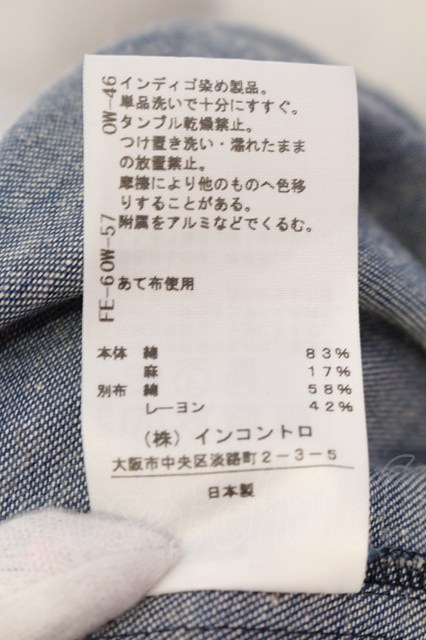 OW-46
FE-60W-57
インディゴ染め製品。
単品洗いで十分にすすぐ。
タンブル乾燥禁止。
つけ置き洗い・濡れたまま
の放置禁止。
摩擦により他のものへ色移
りすることがある。
附属をアルミなどでくるむ。
あて布使用
本体 綿 83%
麻 17%
別布 綿 58%
レーヨン 42%
(株)インコントロ
大阪市中央区淡路町2-3-5
日本製